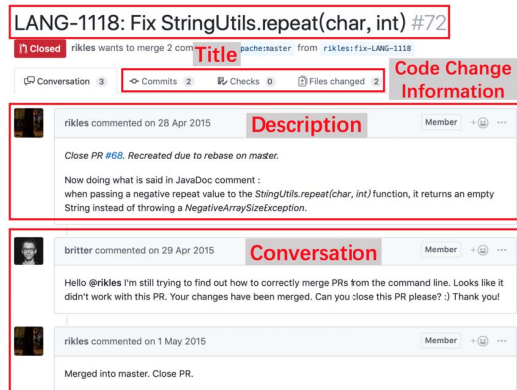 LANG-1118: Fix StringUtils.repeat(char, int) #72
Closed rikles wants to merge 2 com pache:master from rikles:fix-LANG-1118
Title
Conversation 3 Commits 2 Checks 0 Files changed 2
Code Change
Information
rikles commented on 28 Apr 2015 Description Member
Close PR #68. Recreated due to rebase on master.
Now doing what is said in JavaDoc comment :
when passing a negative repeat value to the StingUtils.repeat(char, int) function, it returns an empty
String instead of throwing a NegativeArraySizeException.
britter commented on 29 Apr 2015 Conversation Member
Hello @rikles I'm still trying to find out how to correctly merge PRs from the command line. Looks like it
didn't work with this PR. Your changes have been merged. Can you close this PR please? :) Thank you!
rikles commented on 1 May 2015 Member
Merged into master. Close PR.